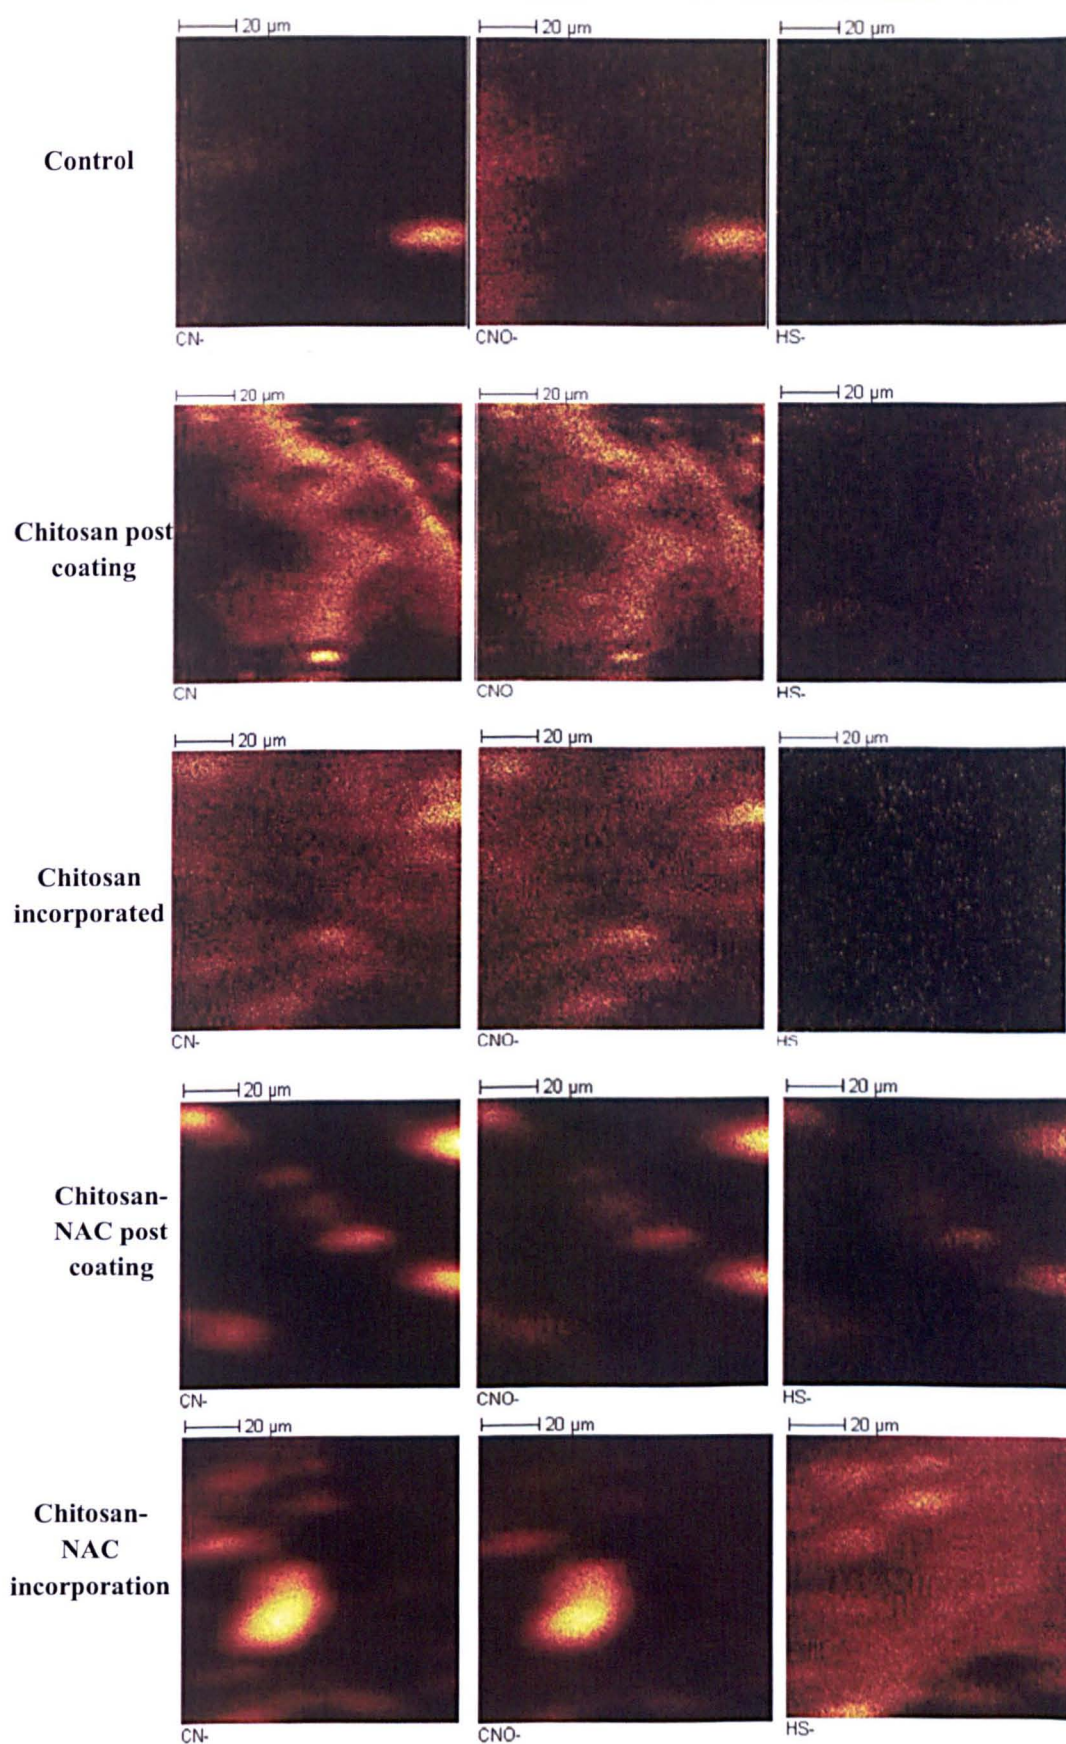 20 µm 20 µm 20 µm
Control
CN- CNO- HS-
20 µm 20 µm 20 µm
Chitosan post
coating
CN CNO HS-
20 µm 20 µm 20 µm
Chitosan
incorporated
CN- CNO- HS
20 µm 20 µm 20 µm
Chitosan-
NAC post
coating
CN- CNO- HS-
20 µm 20 µm 20 µm
Chitosan-
NAC
incorporation
CN- CNO- HS-